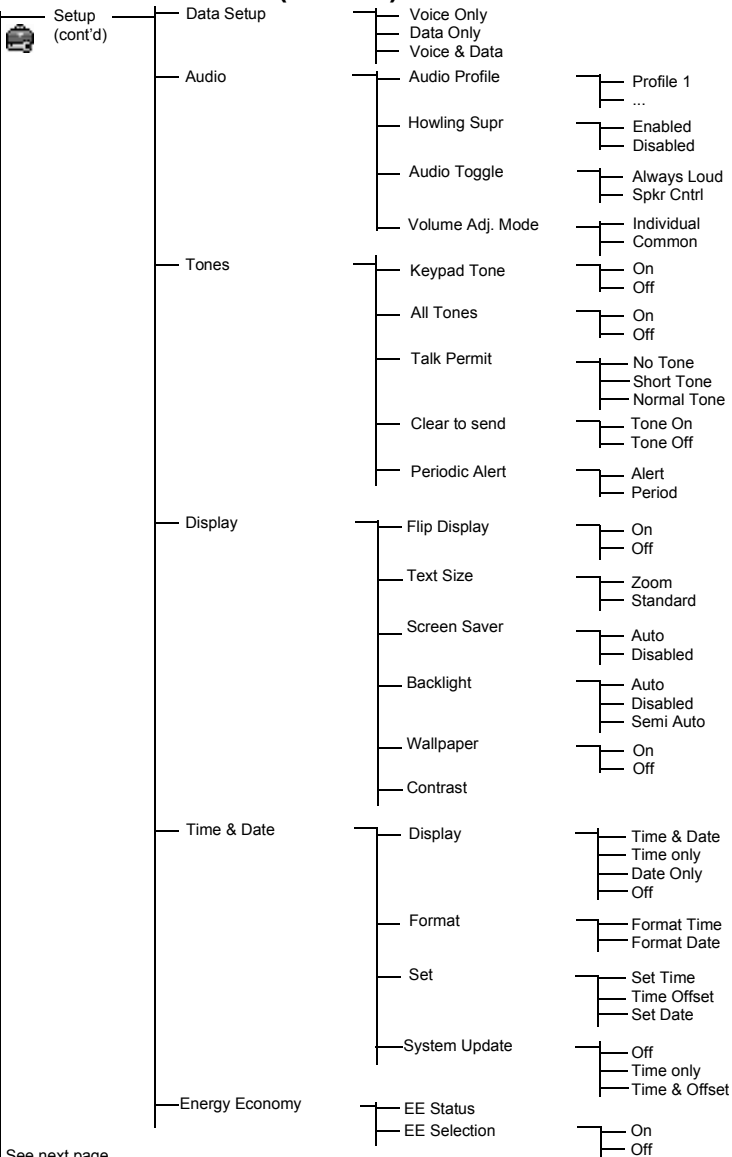 Setup
(cont'd)
Data Setup
Voice Only
Data Only
Voice & Data
Audio
Audio Profile
Profile 1
...
Howling Supr
Enabled
Disabled
Audio Toggle
Always Loud
Spkr Cntrl
Volume Adj. Mode
Individual
Common
Tones
Keypad Tone
On
Off
All Tones
On
Off
Talk Permit
No Tone
Short Tone
Normal Tone
Clear to send
Tone On
Tone Off
Periodic Alert
Alert
Period
Display
Flip Display
On
Off
Text Size
Zoom
Standard
Screen Saver
Auto
Disabled
Backlight
Auto
Disabled
Semi Auto
Wallpaper
On
Off
Contrast
Time & Date
Display
Time & Date
Time only
Date Only
Off
Format
Format Time
Format Date
Set
Set Time
Time Offset
Set Date
System Update
Off
Time only
Time & Offset
Energy Economy
EE Status
EE Selection
On
Off
See next page